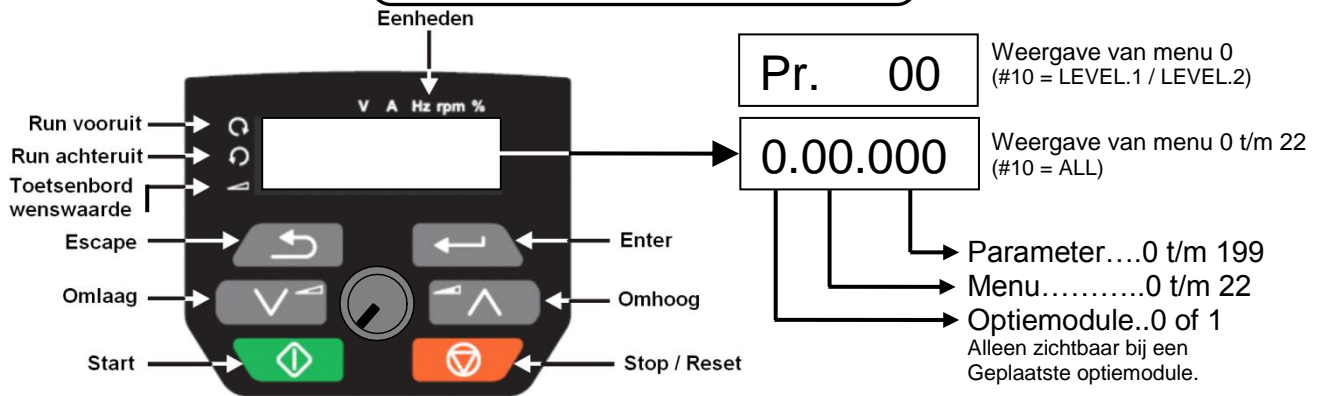 Eenheden
V A Hz rpm %
Run vooruit
Run achteruit
Toetsenbord
wenswaarde
Escape
Omlaag
Start
Enter
Omhoog
Stop / Reset
Pr. 00
Weergave van menu 0
(#10 = LEVEL.1 / LEVEL.2)
0.00.000
Weergave van menu 0 t/m 22
(#10 = ALL)
Parameter....0 t/m 199
Menu...........0 t/m 22
Optiemodule..0 of 1
Alleen zichtbaar bij een
Geplaatste optiemodule.